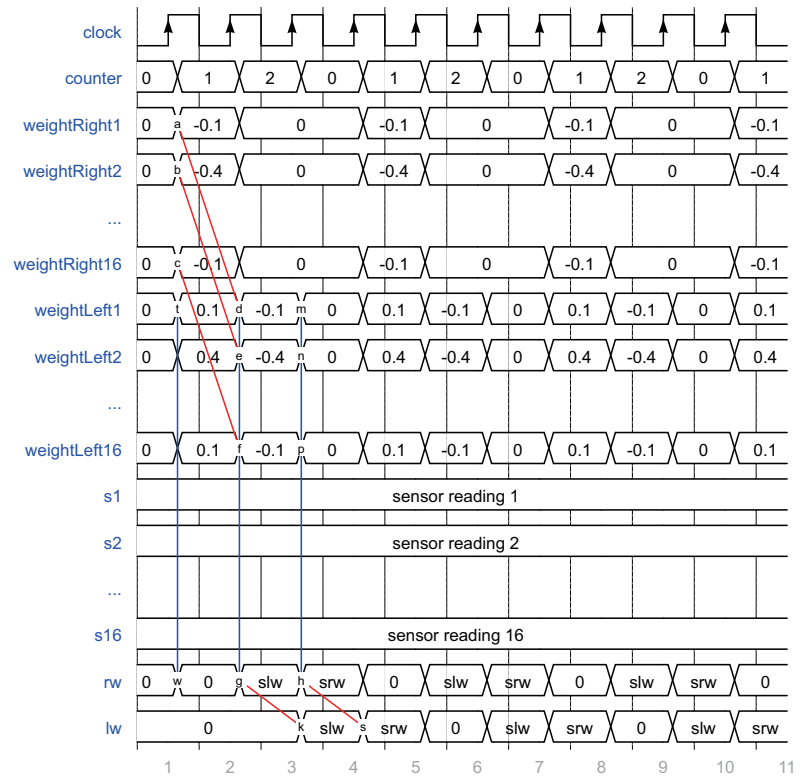 clock
counter 0 1 2 0 1 2 0 1 2 0 1
weightRight1 0 a -0.1 0 -0.1 0 -0.1 0 -0.1
weightRight2 0 b -0.4 0 -0.4 0 -0.4 0 -0.4
...
weightRight16 0 c -0.1 0 -0.1 0 -0.1 0 -0.1
weightLeft1 0 t 0.1 d -0.1 m 0 0.1 -0.1 0 0.1 -0.1 0 0.1
weightLeft2 0 0.4 e -0.4 n 0 0.4 -0.4 0 0.4 -0.4 0 0.4
...
weightLeft16 0 0.1 f -0.1 p 0 0.1 -0.1 0 0.1 -0.1 0 0.1
s1 sensor reading 1
s2 sensor reading 2
...
s16 sensor reading 16
rw 0 w 0 g slw h srw 0 slw srw 0 slw srw 0
lw 0 k slw s srw 0 slw srw 0 slw srw
1 2 3 4 5 6 7 8 9 10 11